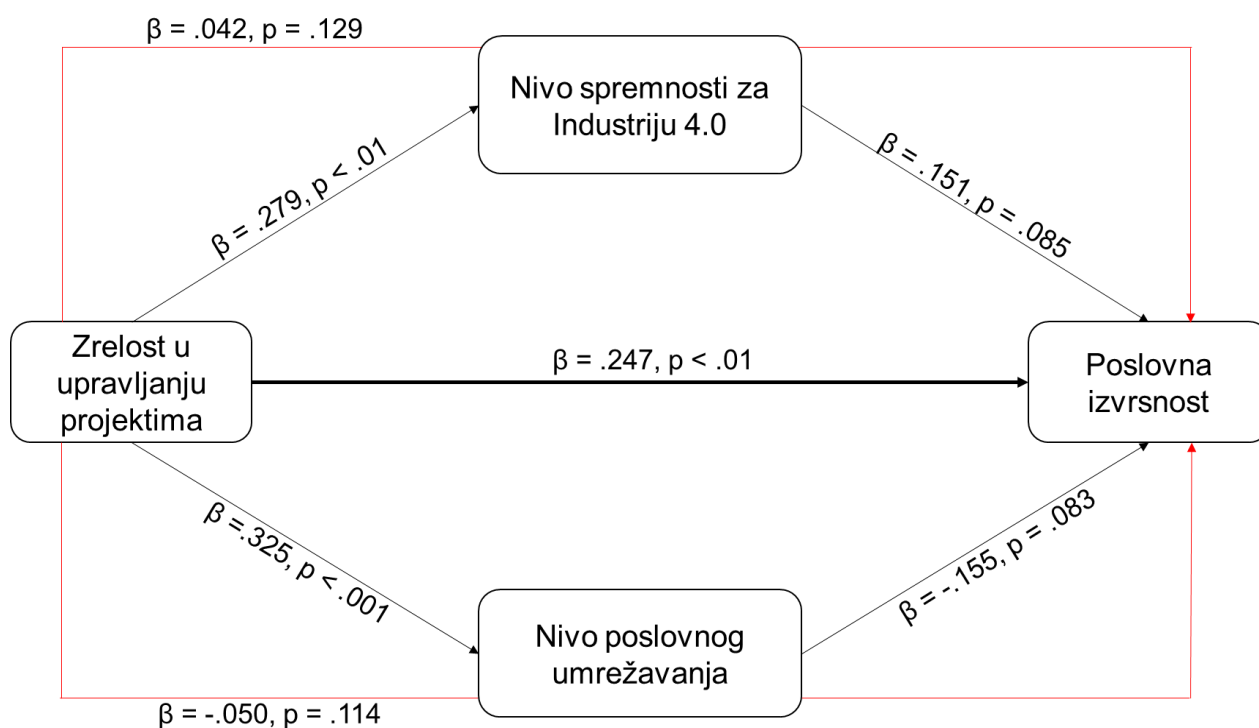 β = .042, p = .129
Nivo spremnosti za
Industriju 4.0
β = .279, p < .01
β = .151, p = .085
Zrelost u
upravljanju
projektima
β = .247, p < .01
Poslovna
izvrsnost
β =.325, p < .001
β = -.155, p = .083
Nivo poslovnog
umrežavanja
β = -.050, p = .114